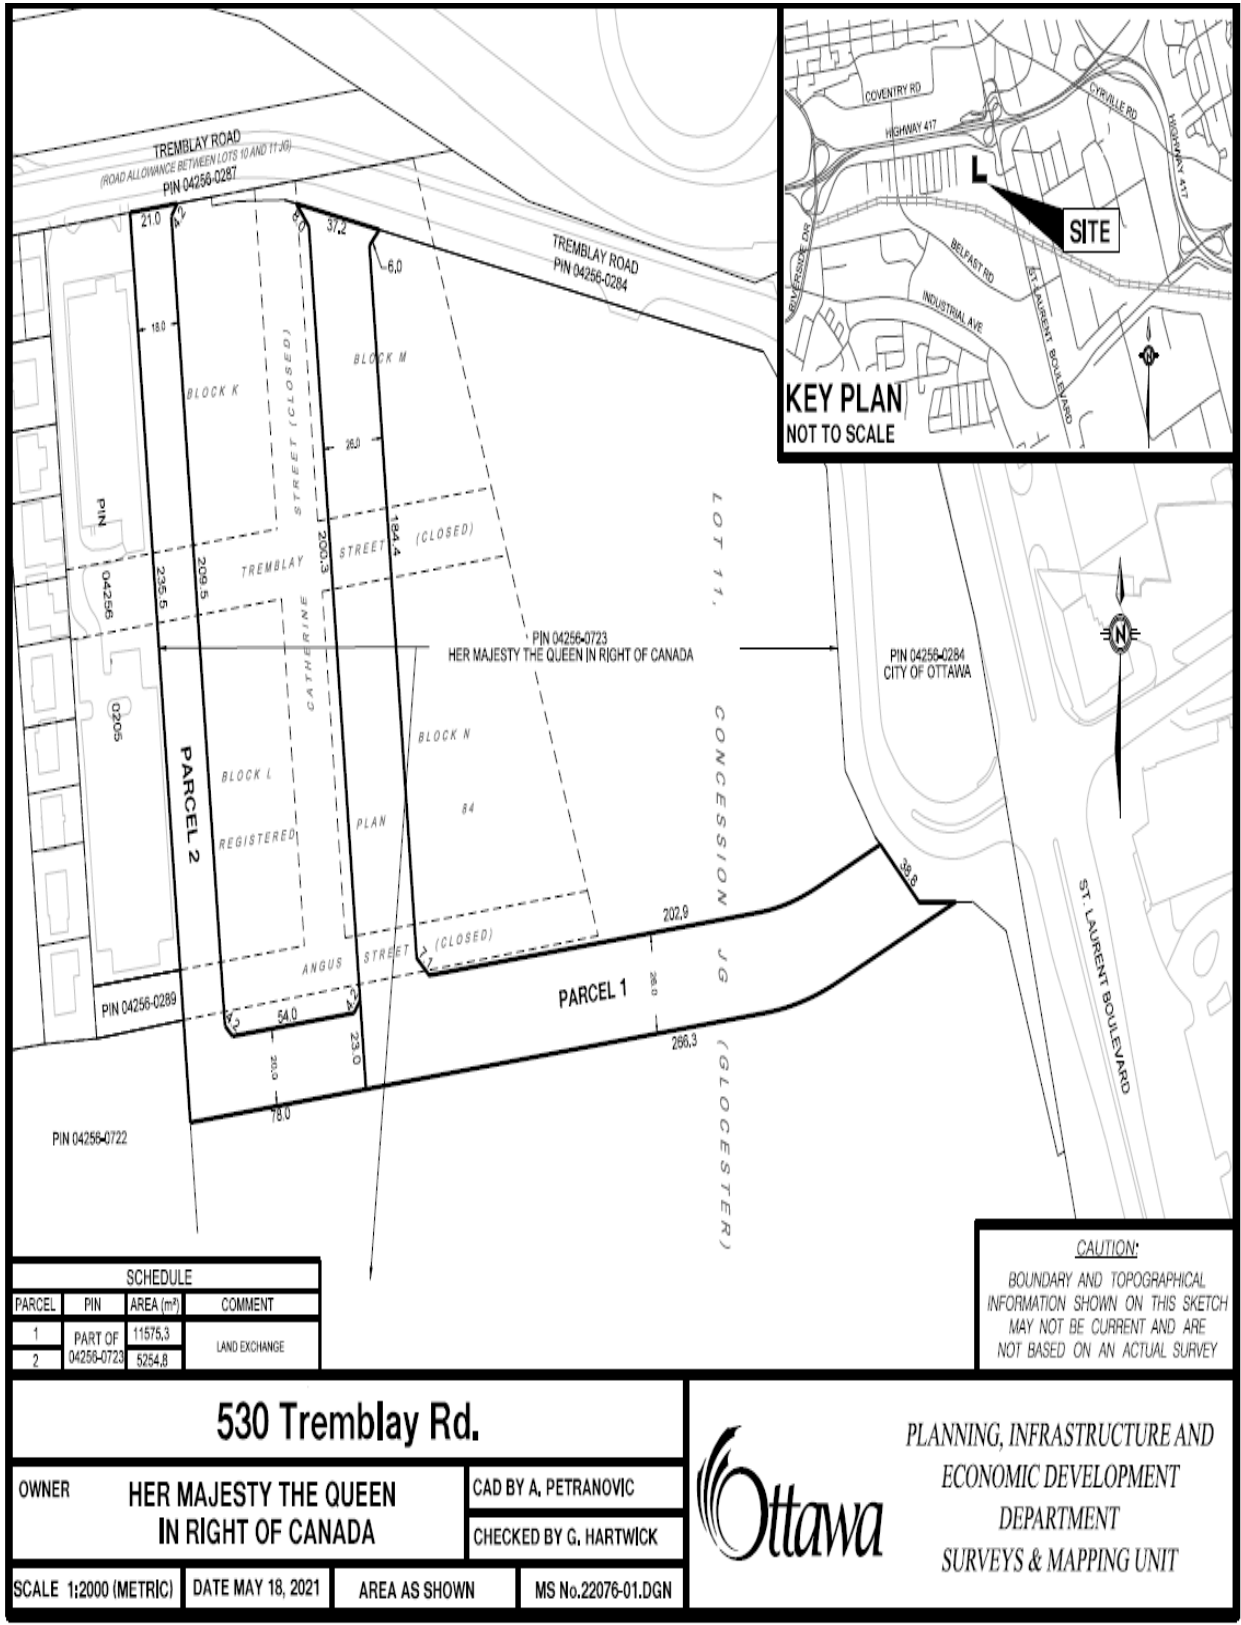 TREMBLAY ROAD
(ROAD ALLOWANCE BETWEEN LOTS 10 AND 11 JG)
PIN 04256-0287
21.0
4.2
8.0
37.2
6.0
TREMBLAY ROAD
PIN 04256-0284
18.0
BLOCK K
STREET (CLOSED)
BLOCK M
26.0
PIN
04256
0205
235.5
209.5
TREMBLAY
STREET
(CLOSED)
200.3
184.4
CATHERINE
PIN 04256-0723
HER MAJESTY THE QUEEN IN RIGHT OF CANADA
LOT 11,
CONCESSION JG
(GLOCESTER)
PIN 04256-0284
CITY OF OTTAWA
N
PARCEL 2
BLOCK L
BLOCK N
REGISTERED
PLAN
84
ANGUS
STREET
(CLOSED)
7.7
202.9
38.8
PARCEL 1
26.0
266.3
PIN 04256-0289
4.2
54.0
4.2
23.0
20.0
78.0
PIN 04256-0722
ST. LAURENT BOULEVARD
COVENTRY RD
HIGHWAY 417
CYRVILLE RD
HIGHWAY 417
L
SITE
RIVERSIDE DR
BELFAST RD
INDUSTRIAL AVE
ST. LAURENT BOULEVARD
N
KEY PLAN
NOT TO SCALE
CAUTION:
BOUNDARY AND TOPOGRAPHICAL
INFORMATION SHOWN ON THIS SKETCH
MAY NOT BE CURRENT AND ARE
NOT BASED ON AN ACTUAL SURVEY
SCHEDULE
PARCEL PIN AREA (m²) COMMENT
1 PART OF 04256-0723 11575.3 LAND EXCHANGE
2 5254.8
530 Tremblay Rd.
OWNER
HER MAJESTY THE QUEEN
IN RIGHT OF CANADA
CAD BY A. PETRANOVIC
CHECKED BY G. HARTWICK
SCALE 1:2000 (METRIC) DATE MAY 18, 2021 AREA AS SHOWN MS No.22076-01.DGN
Ottawa
PLANNING, INFRASTRUCTURE AND
ECONOMIC DEVELOPMENT
DEPARTMENT
SURVEYS & MAPPING UNIT